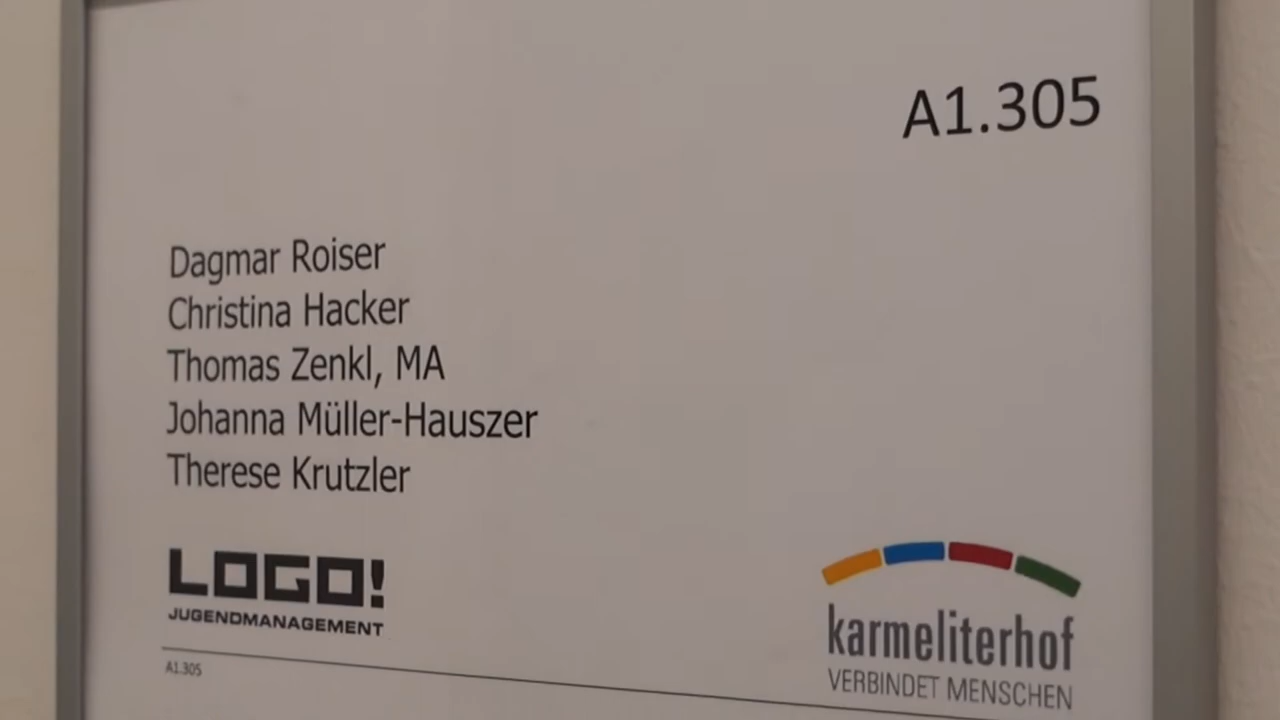 A1.305
Dagmar Roiser
Christina Hacker
Thomas Zenkl, MA
Johanna Müller-Hauszer
Therese Krutzler
LOGO!
JUGENDMANAGEMENT
karmeliterhof
VERBINDET MENSCHEN
A1.305